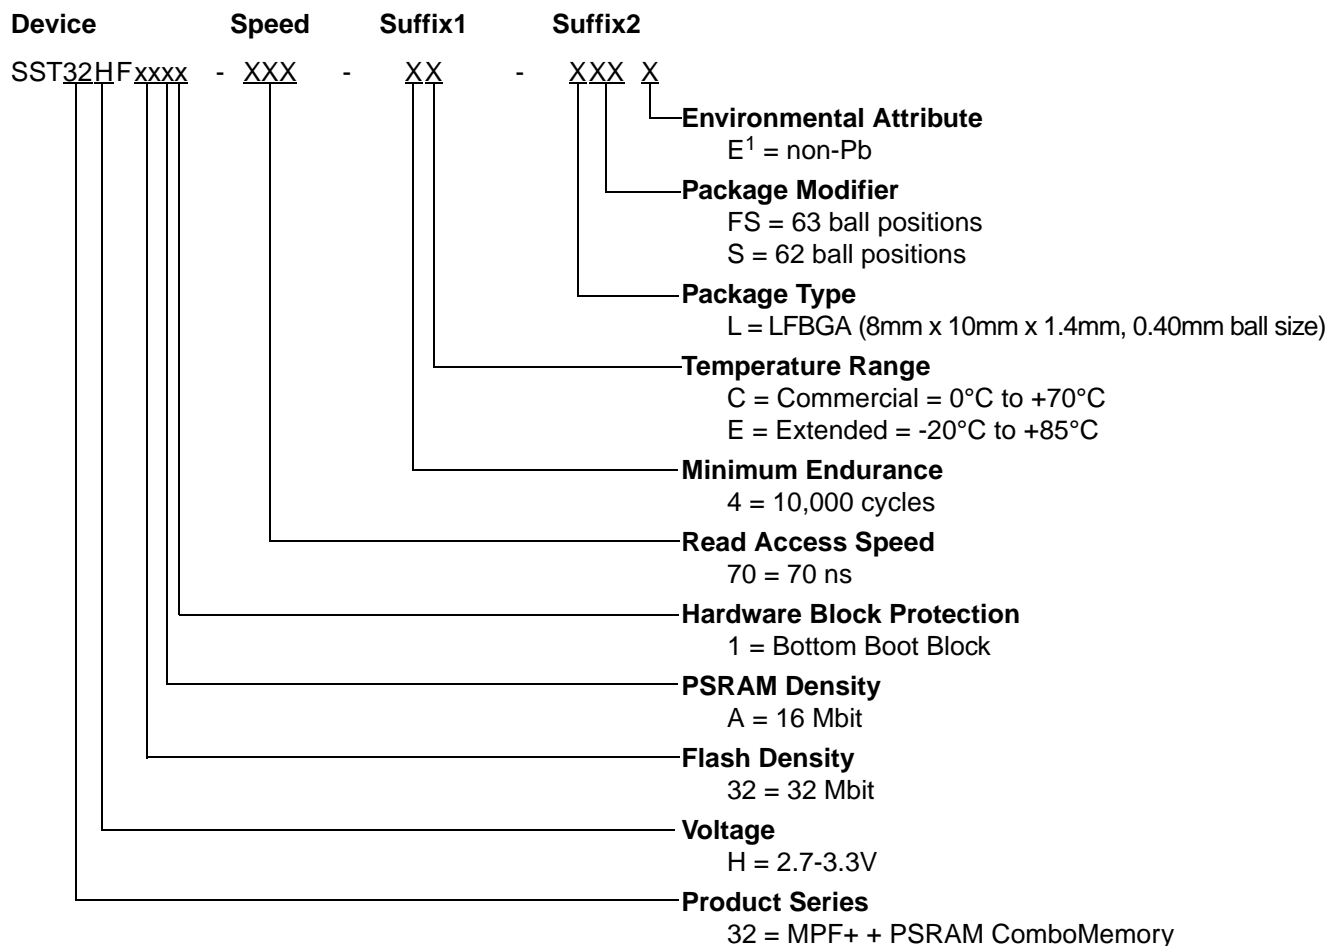 Device Speed Suffix1 Suffix2
SST32HFxxxx - XXX - XX - XXX X
Environmental Attribute
E1 = non-Pb
Package Modifier
FS = 63 ball positions
S = 62 ball positions
Package Type
L = LFBGA (8mm x 10mm x 1.4mm, 0.40mm ball size)
Temperature Range
C = Commercial = 0°C to +70°C
E = Extended = -20°C to +85°C
Minimum Endurance
4 = 10,000 cycles
Read Access Speed
70 = 70 ns
Hardware Block Protection
1 = Bottom Boot Block
PSRAM Density
A = 16 Mbit
Flash Density
32 = 32 Mbit
Voltage
H = 2.7-3.3V
Product Series
32 = MPF+ + PSRAM ComboMemory